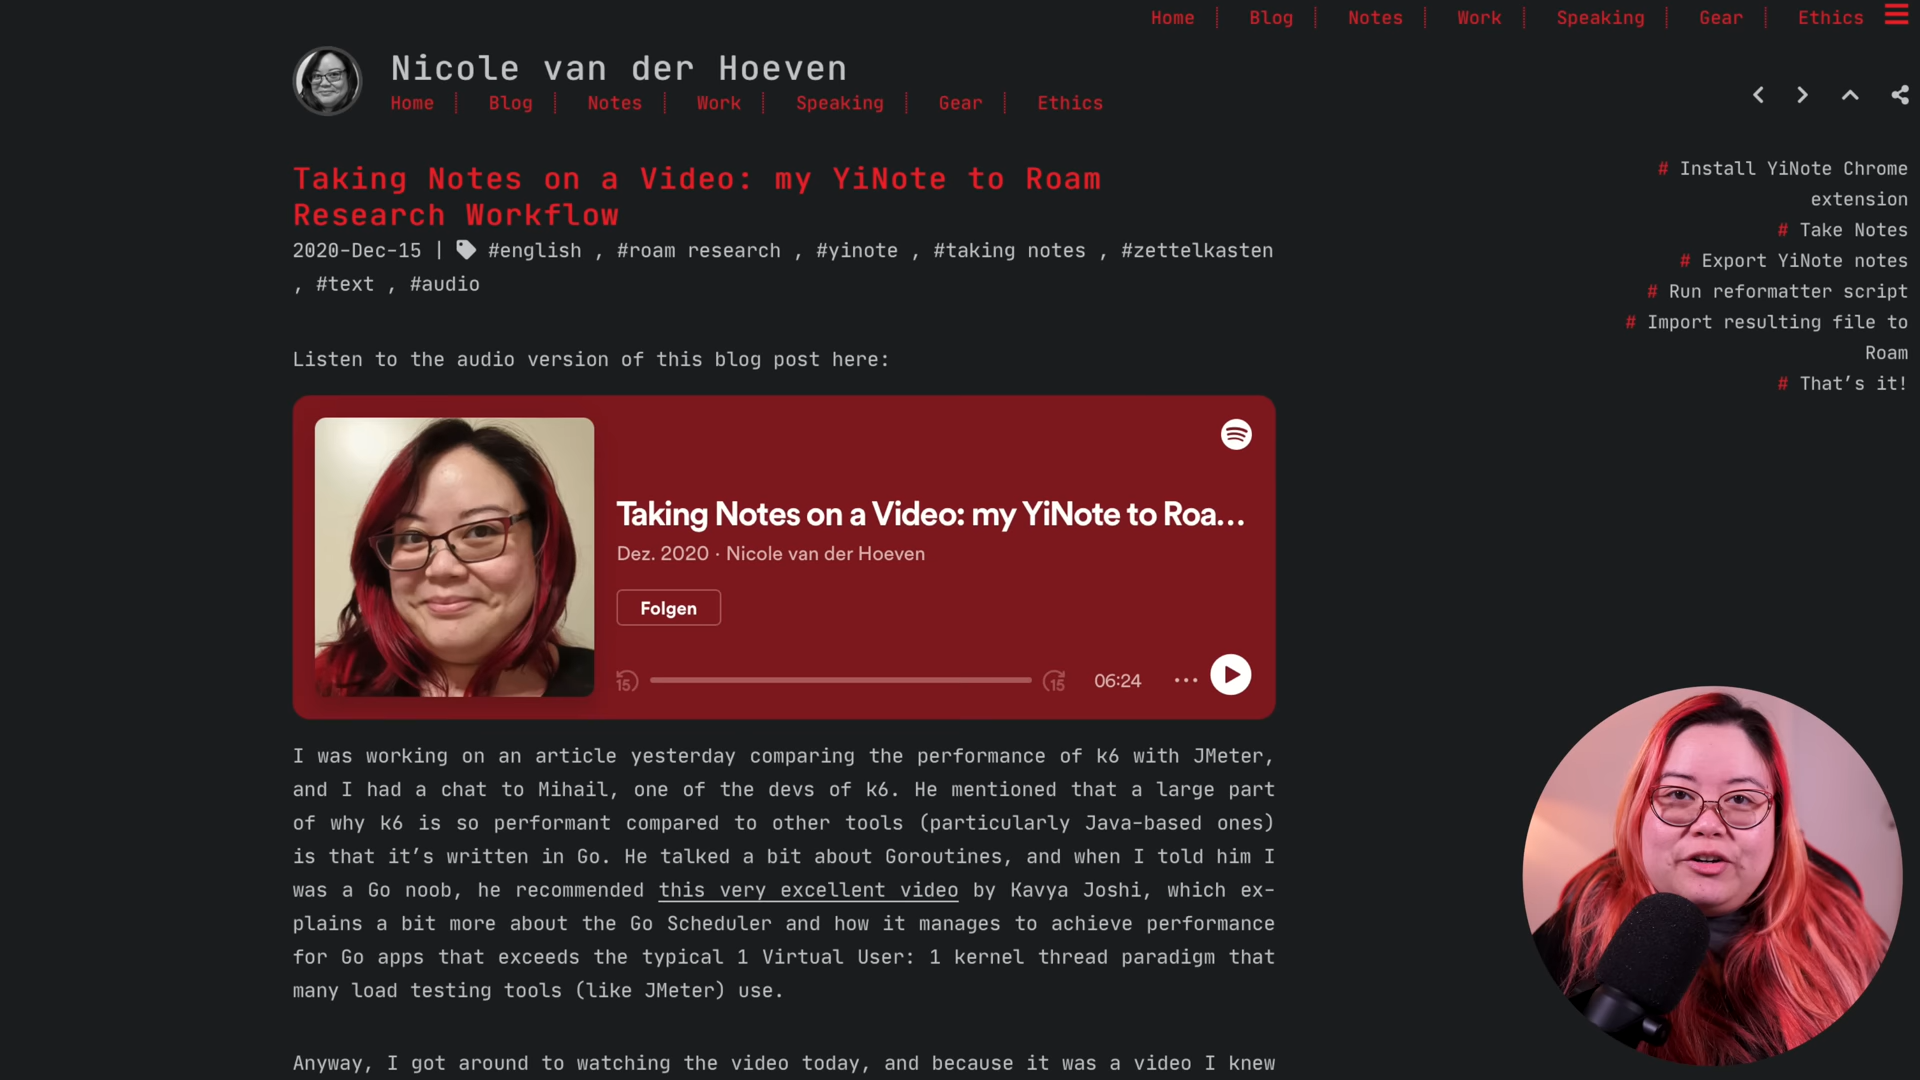 Home Blog Notes Work Speaking Gear Ethics
Nicole van der Hoeven
Home Blog Notes Work Speaking Gear Ethics
Taking Notes on a Video: my YiNote to Roam
Research Workflow
2020-Dec-15 | #english , #roam research , #yinote , #taking notes , #zettelkasten
, #text , #audio
# Install YiNote Chrome
extension
# Take Notes
# Export YiNote notes
# Run reformatter script
# Import resulting file to
Roam
# That's it!
Listen to the audio version of this blog post here:
Taking Notes on a Video: my YiNote to Roa...
Dez. 2020 · Nicole van der Hoeven
Folgen
15 15 06:24
I was working on an article yesterday comparing the performance of k6 with JMeter,
and I had a chat to Mihail, one of the devs of k6. He mentioned that a large part
of why k6 is so performant compared to other tools (particularly Java-based ones)
is that it's written in Go. He talked a bit about Goroutines, and when I told him I
was a Go noob, he recommended this very excellent video by Kavya Joshi, which ex-
plains a bit more about the Go Scheduler and how it manages to achieve performance
for Go apps that exceeds the typical 1 Virtual User: 1 kernel thread paradigm that
many load testing tools (like JMeter) use.
Anyway, I got around to watching the video today, and because it was a video I knew